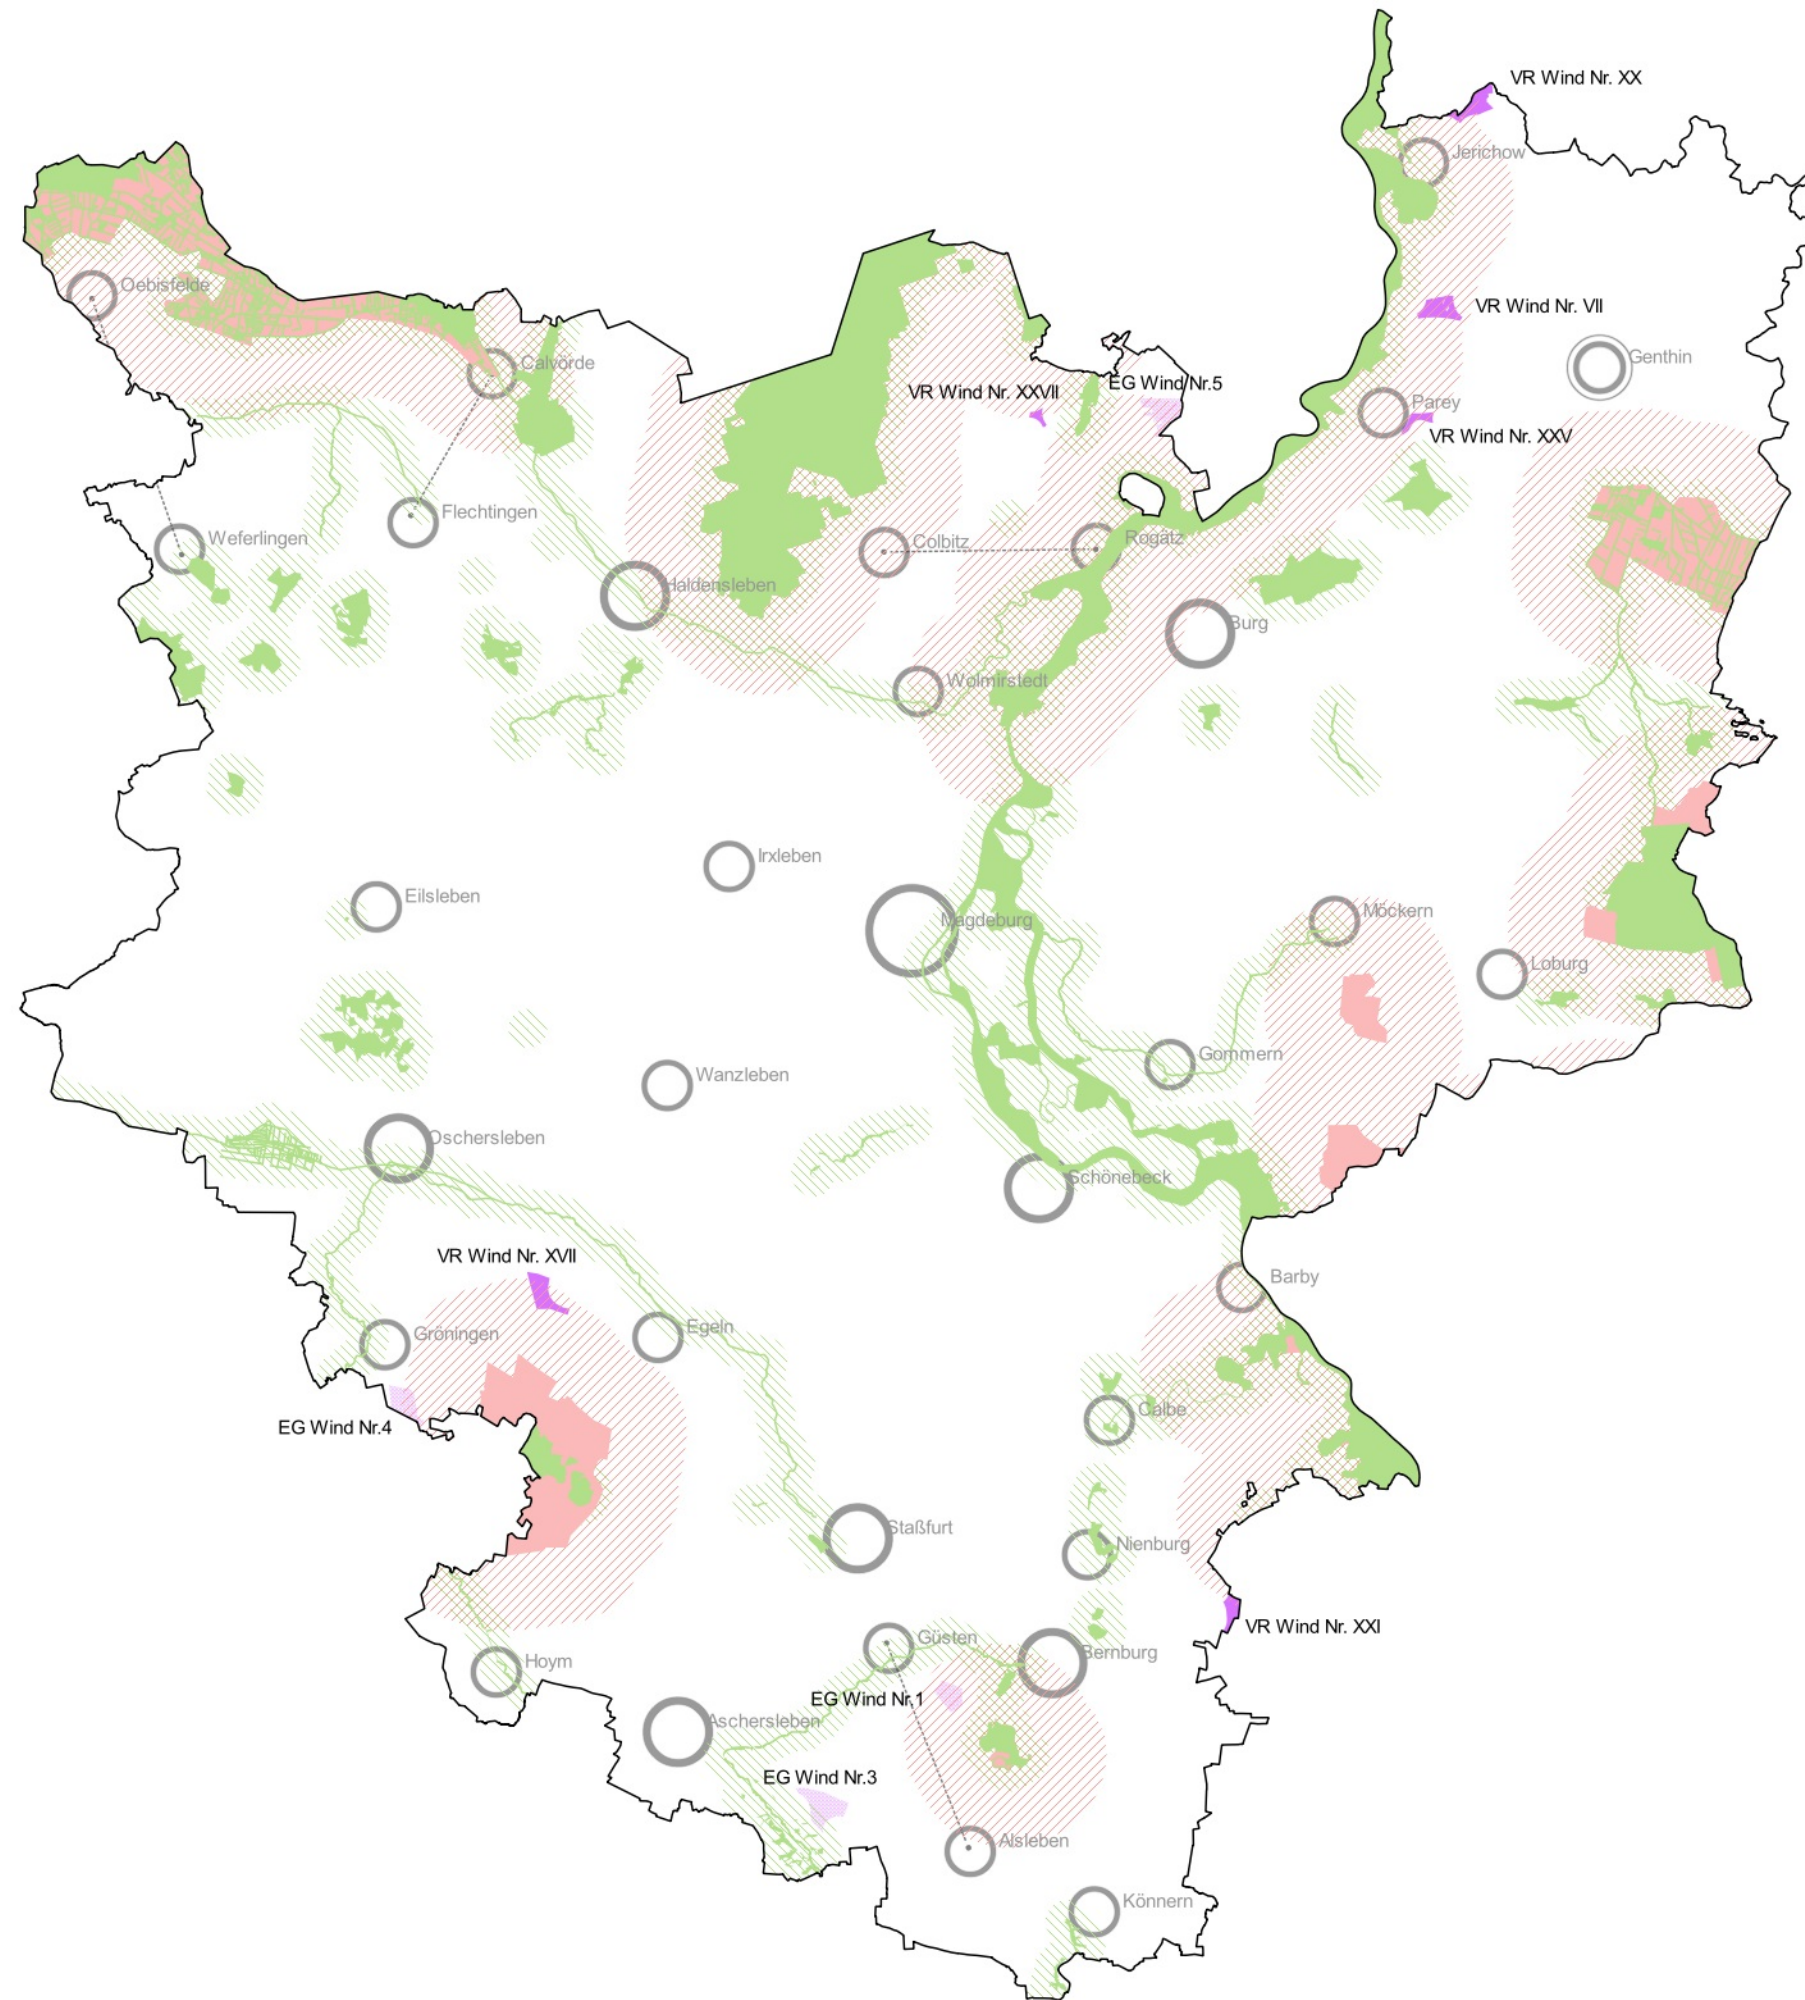 VR Wind Nr. XX
Jerichow
Oebisfelde
VR Wind Nr. VII
Genthin
Calvörde
EG Wind Nr.5
VR Wind Nr. XXVII
Parey
VR Wind Nr. XXV
Flechtingen
Weferlingen
Colbitz
Rogätz
Haldensleben
Burg
Wolmirstedt
Irxleben
Eilsleben
Magdeburg
Möckern
Loburg
Gommern
Wanzleben
Oschersleben
Schönebeck
VR Wind Nr. XVII
Barby
Gröningen
Egeln
Calbe
EG Wind Nr.4
Staßfurt
Nienburg
VR Wind Nr. XXI
Güsten
Bernburg
Hoym
EG Wind Nr.1
Aschersleben
EG Wind Nr.3
Alsleben
Könnern